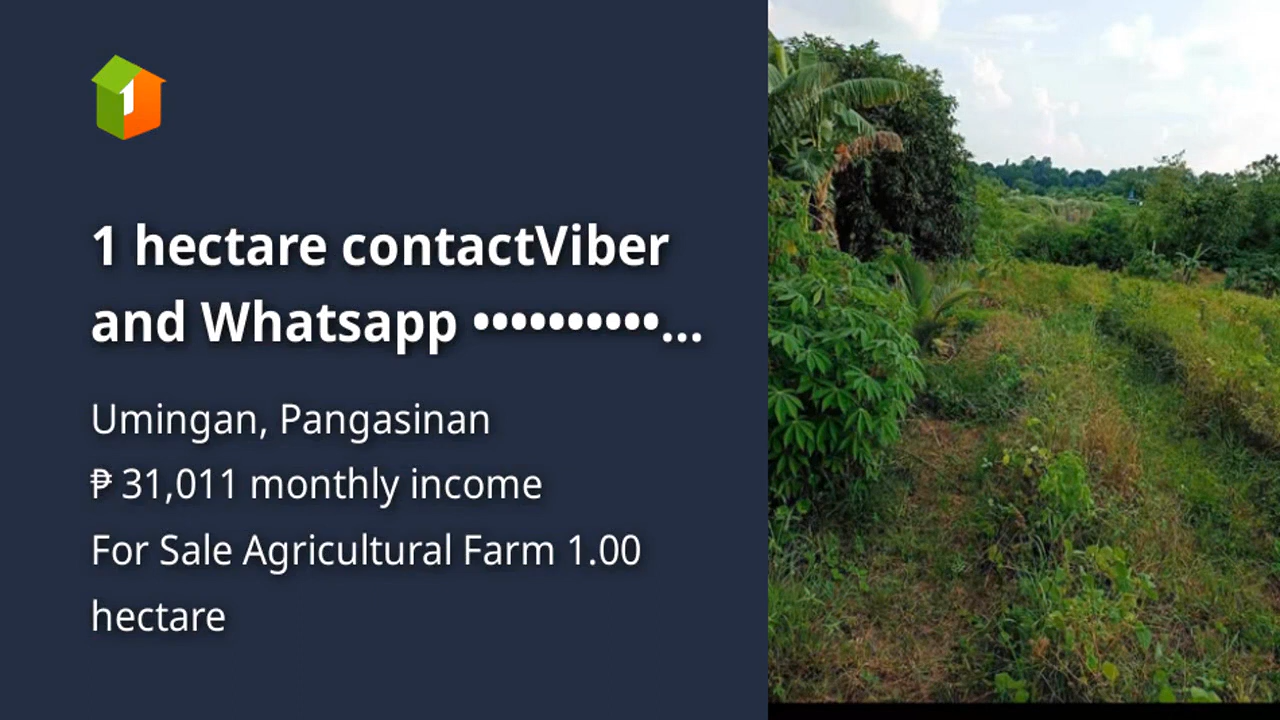 1 hectare contactViber
and Whatsapp ••••••••••...
Umingan, Pangasinan
₱ 31,011 monthly income
For Sale Agricultural Farm 1.00
hectare